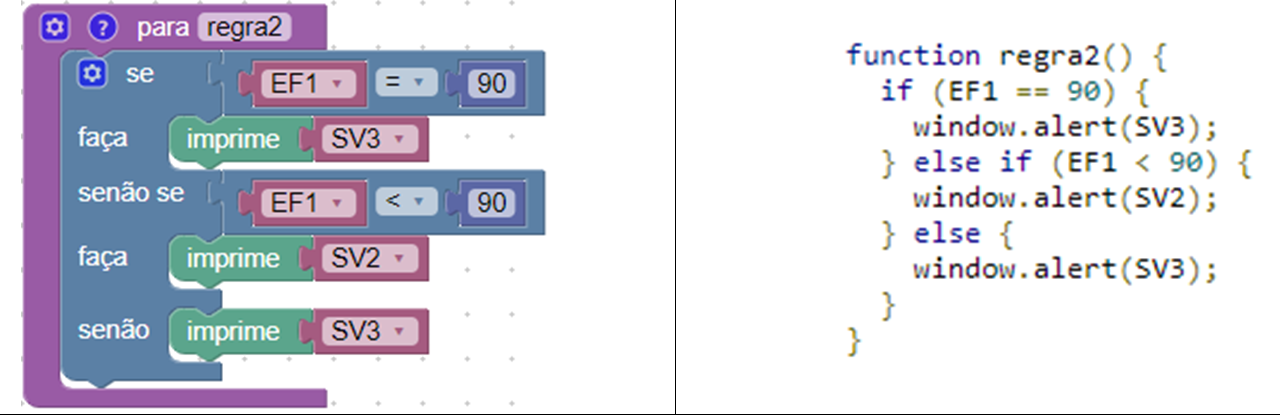 ? para regra2
se EF1 = 90
faça imprime SV3
senão se EF1 < 90
faça imprime SV2
senão imprime SV3
function regra2() {
if (EF1 == 90) {
window.alert(SV3);
} else if (EF1 < 90) {
window.alert(SV2);
} else {
window.alert(SV3);
}
}